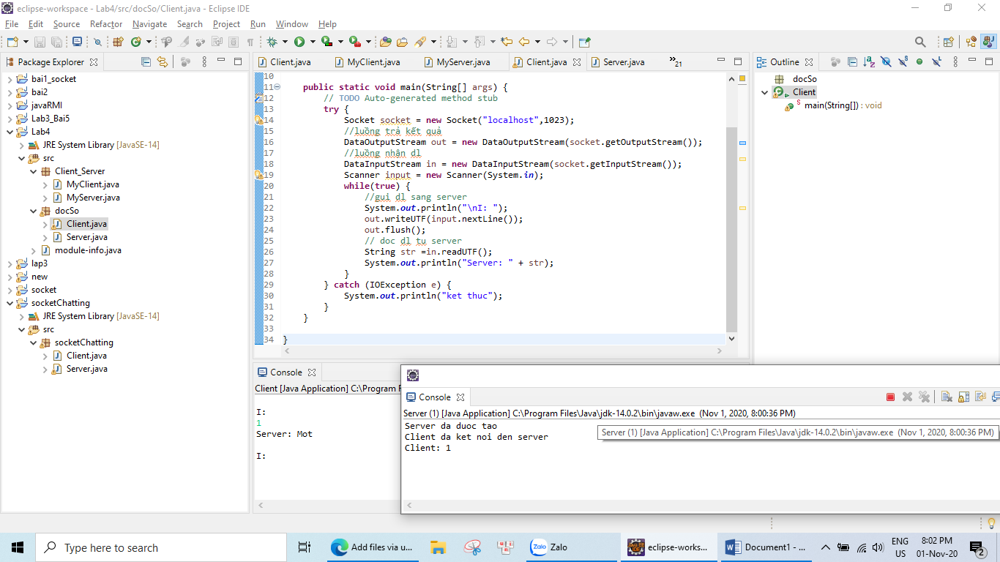 eclipse-workspace - Lab4/src/docSo/Client.java - Eclipse IDE
File Edit Source Refactor Navigate Search Project Run Window Help
Package Explorer
bai1_socket
bai2
javaRMI
Lab3_Bai5
Lab4
JRE System Library [JavaSE-14]
src
Client_Server
MyClient.java
MyServer.java
docSo
Client.java
Server.java
module-info.java
lap3
new
socket
socketChatting
JRE System Library [JavaSE-14]
src
socketChatting
Client.java
Server.java
Client.java MyClient.java MyServer.java Client.java Server.java »21
10
11 public static void main(String[] args) {
12 // TODO Auto-generated method stub
13 try {
14 Socket socket = new Socket("localhost",1023);
15 //luồng trả kết quả
16 DataOutputStream out = new DataOutputStream(socket.getOutputStream());
17 //luồng nhận dl
18 DataInputStream in = new DataInputStream(socket.getInputStream());
19 Scanner input = new Scanner(System.in);
20 while(true) {
21 //gui dl sang server
22 System.out.println("\nI: ");
23 out.writeUTF(input.nextLine());
24 out.flush();
25 // doc dl tu server
26 String str =in.readUTF();
27 System.out.println("Server: " + str);
28 }
29 } catch (IOException e) {
30 System.out.println("ket thuc");
31 }
32 }
33
34 }
Outline
docSo
Client
main(String[]) : void
Console
Client [Java Application] C:\Program F
I:
1
Server: Mot
I:
Console
Server (1) [Java Application] C:\Program Files\Java\jdk-14.0.2\bin\javaw.exe (Nov 1, 2020, 8:00:36 PM)
Server da duoc tao
Client da ket noi den server
Client: 1
Server (1) [Java Application] C:\Program Files\Java\jdk-14.0.2\bin\javaw.exe (Nov 1, 2020, 8:00:36 PM)
Type here to search
Add files via u...
Zalo
Zalo
eclipse-works...
Document1 - ...
ENG
US
8:02 PM
01-Nov-20
2